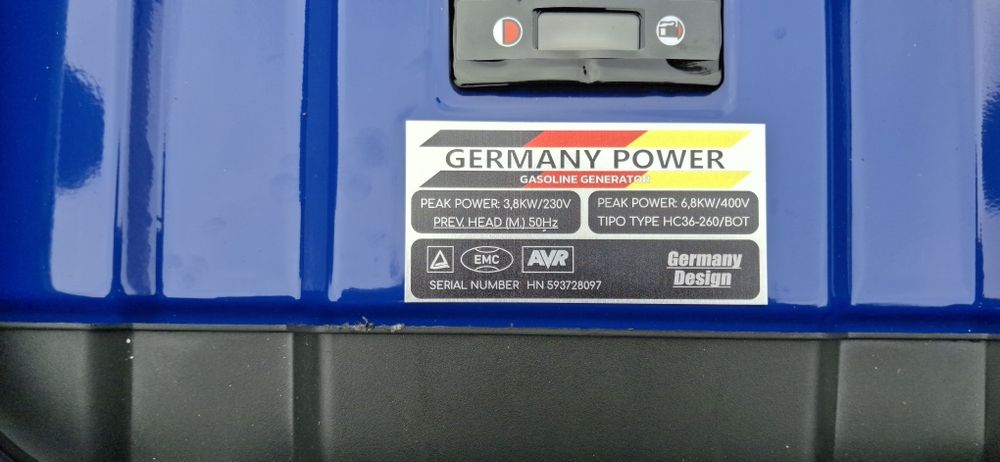 GERMANY POWER
GASOLINE GENERATOR
PEAK POWER: 3,8KW/230V
PREV. HEAD (M.) 50Hz
PEAK POWER: 6,8KW/400V
TIPO TYPE HC36-260/BOT
EMC
AVR
Germany
Design
SERIAL NUMBER HN 593728097